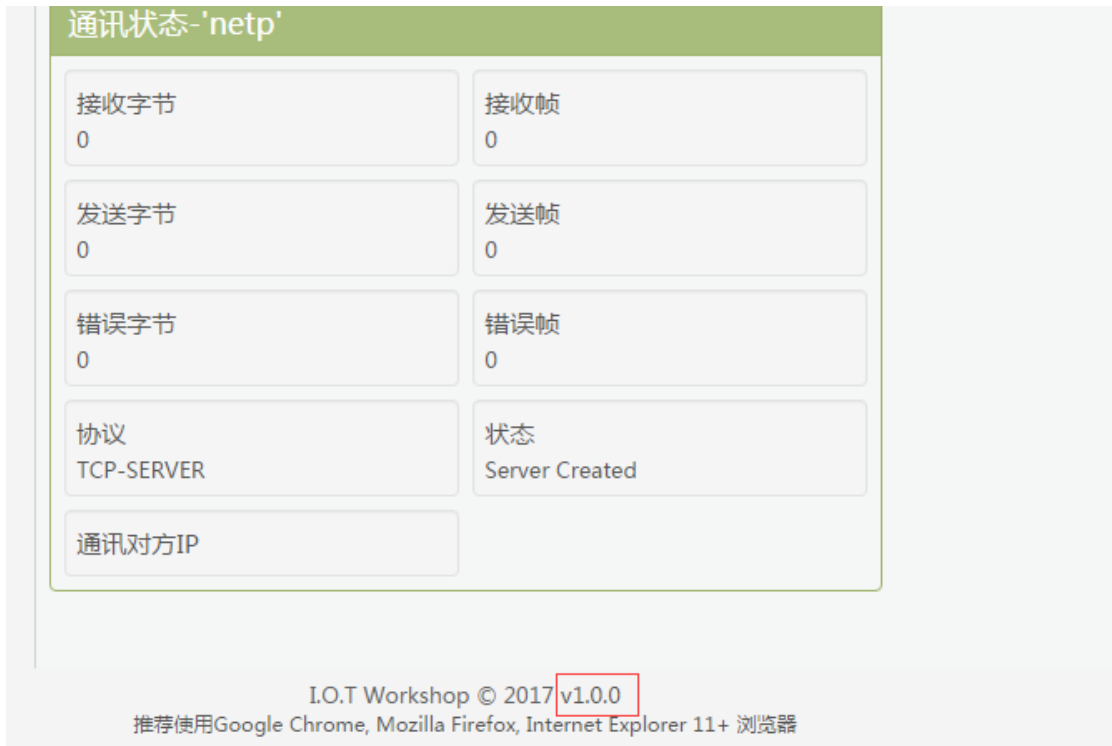 通讯状态-'netp'
接收字节
0
接收帧
0
发送字节
0
发送帧
0
错误字节
0
错误帧
0
协议
TCP-SERVER
状态
Server Created
通讯对方IP
I.O.T Workshop © 2017 v1.0.0
推荐使用Google Chrome, Mozilla Firefox, Internet Explorer 11+ 浏览器